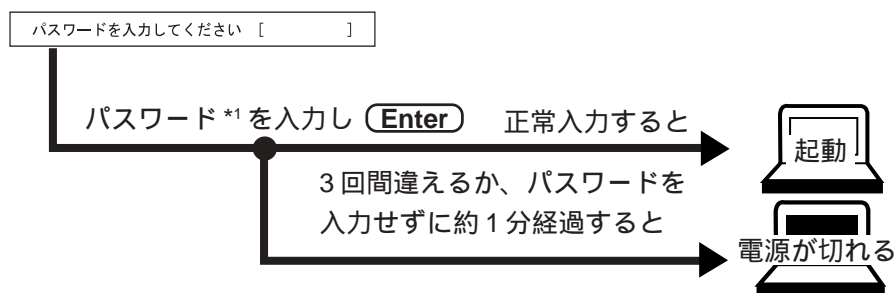 パスワードを入力してください [ ]
パスワード *1 を入力し Enter 正常入力すると
起動
3 回間違えるか、パスワードを
入力せずに約 1 分経過すると
電源が切れる